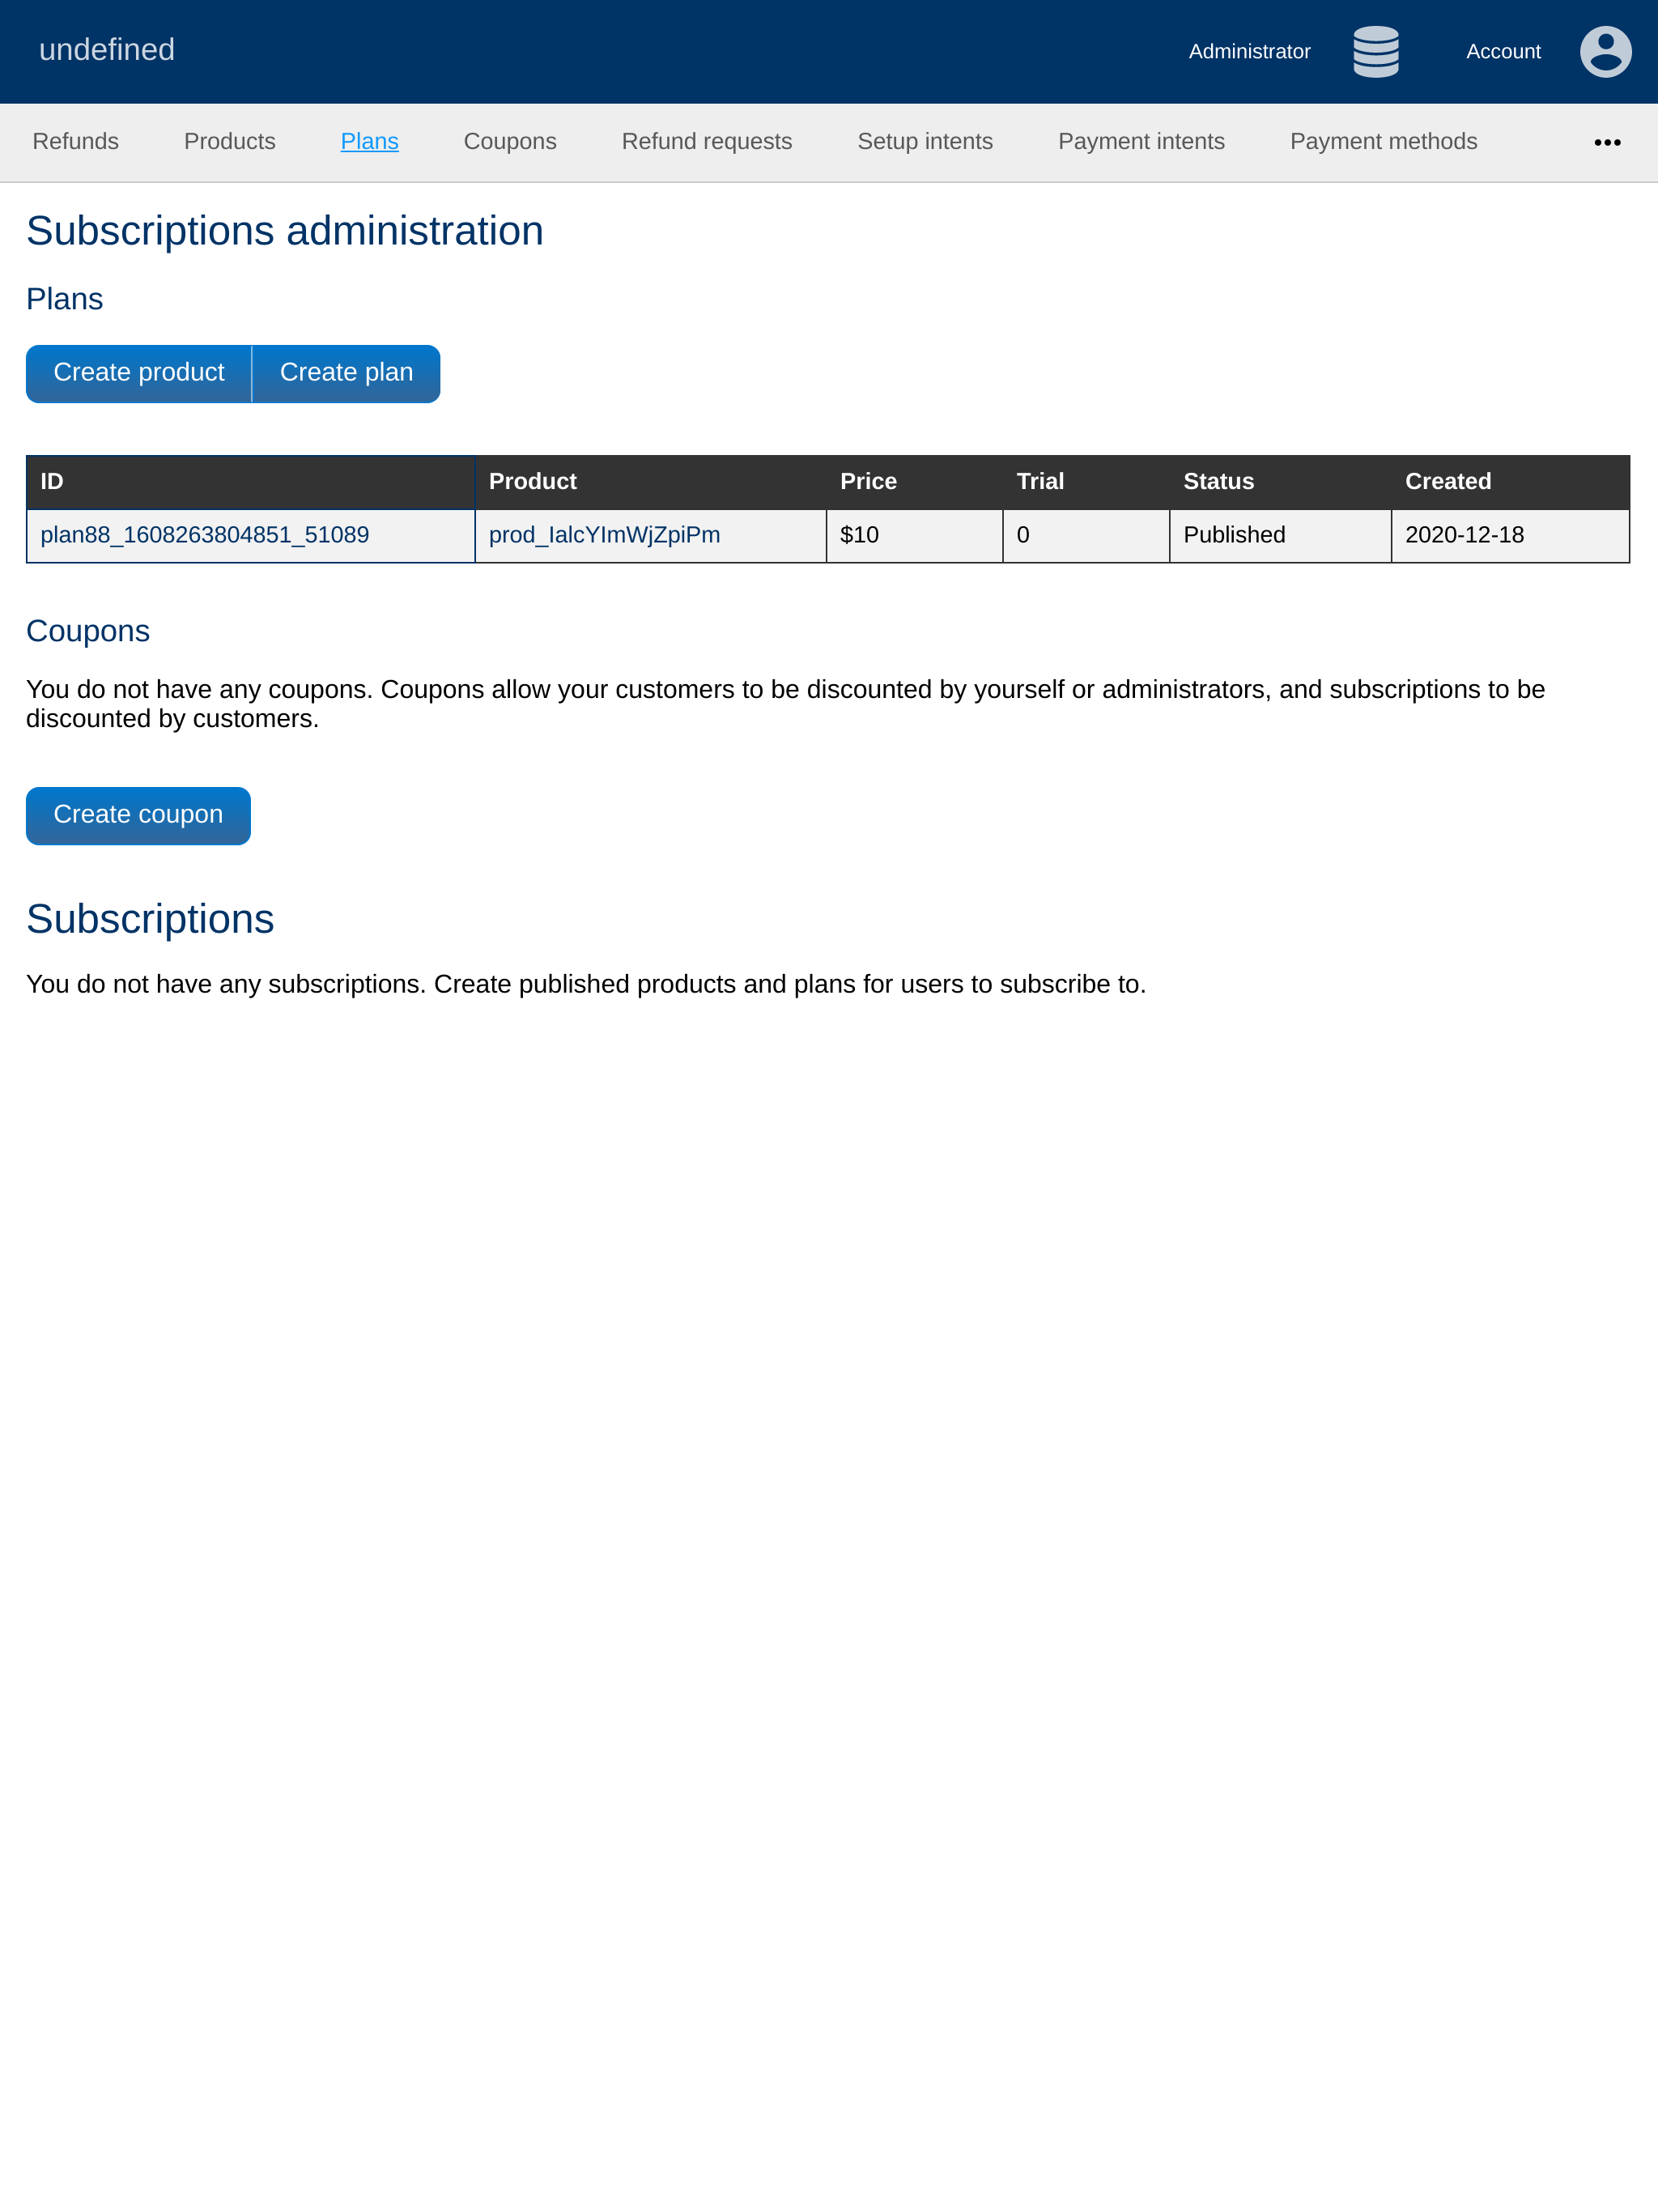 undefined
Administrator Account
Refunds Products Plans Coupons Refund requests Setup intents Payment intents Payment methods
Subscriptions administration
Plans
Create product Create plan
ID Product Price Trial Status Created
plan88_1608263804851_51089 prod_IalcYImWjZpiPm $10 0 Published 2020-12-18
Coupons
You do not have any coupons. Coupons allow your customers to be discounted by yourself or administrators, and subscriptions to be
discounted by customers.
Create coupon
Subscriptions
You do not have any subscriptions. Create published products and plans for users to subscribe to.